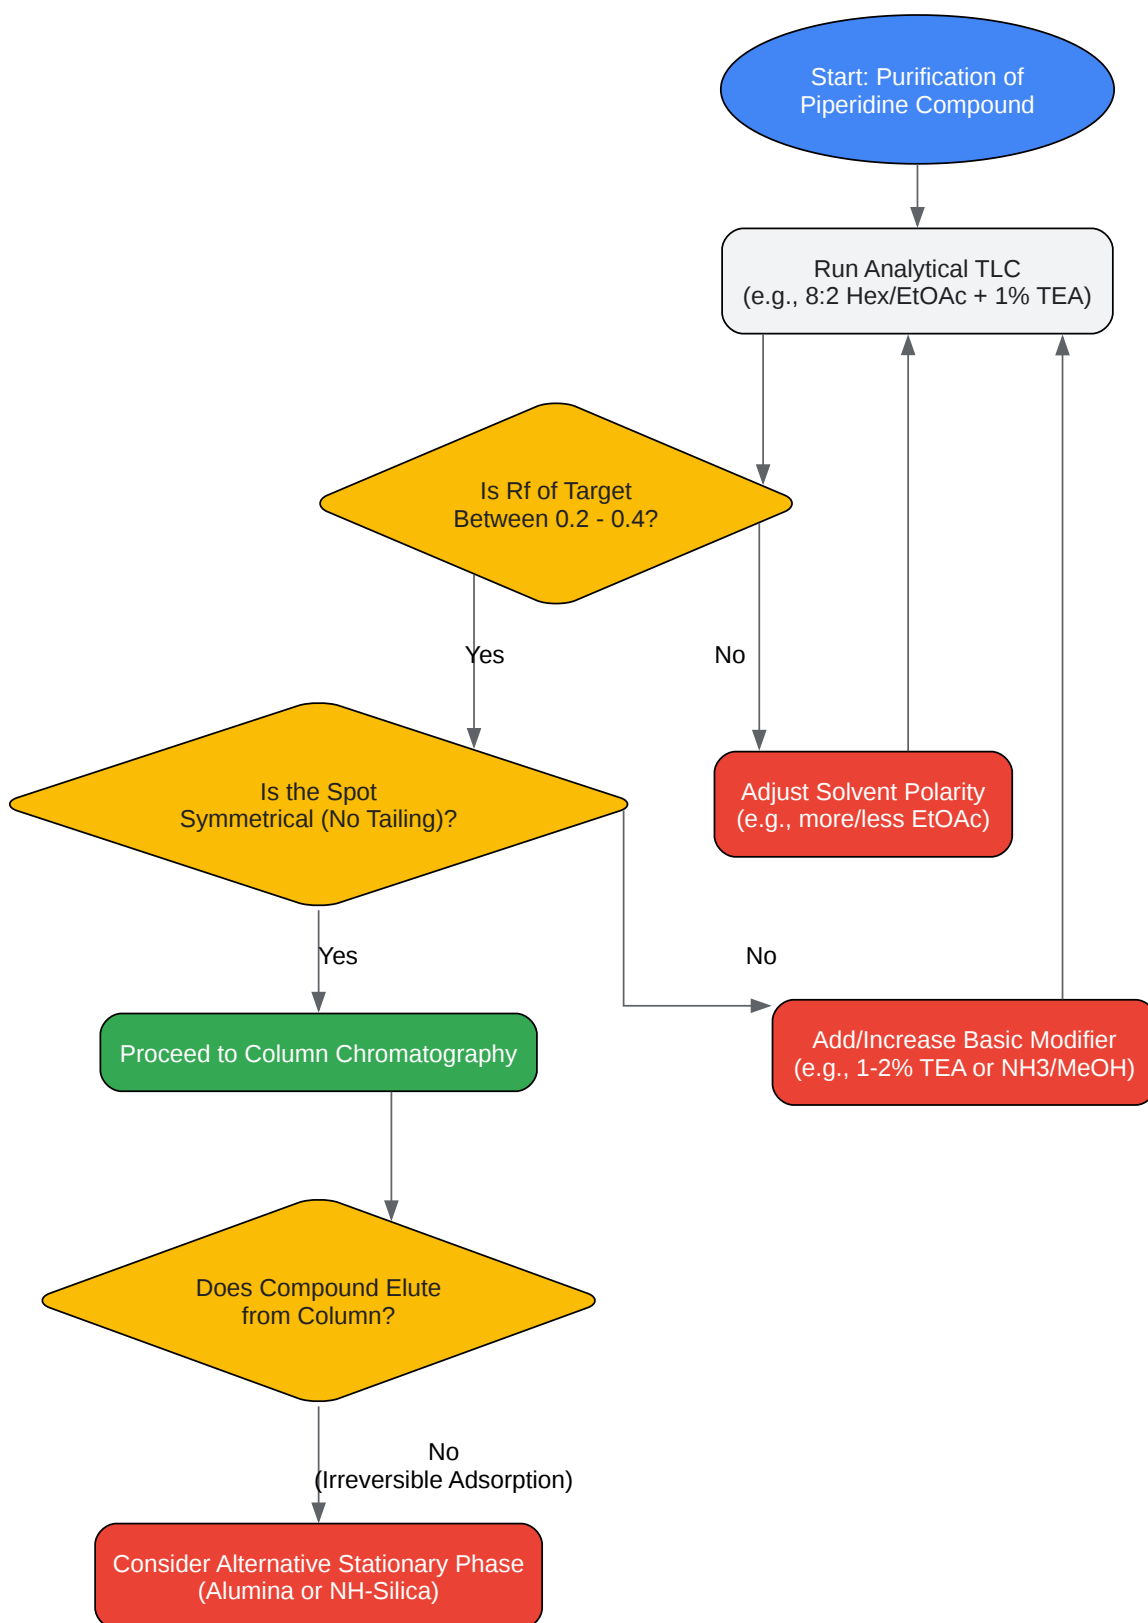 Start: Purification of
Piperidine Compound
Run Analytical TLC
(e.g., 8:2 Hex/EtOAc + 1% TEA)
Is Rf of Target
Between 0.2 - 0.4?
Yes
No
Is the Spot
Symmetrical (No Tailing)?
Adjust Solvent Polarity
(e.g., more/less EtOAc)
Yes
No
Proceed to Column Chromatography
Add/Increase Basic Modifier
(e.g., 1-2% TEA or NH3/MeOH)
Does Compound Elute
from Column?
No
(Irreversible Adsorption)
Consider Alternative Stationary Phase
(Alumina or NH-Silica)